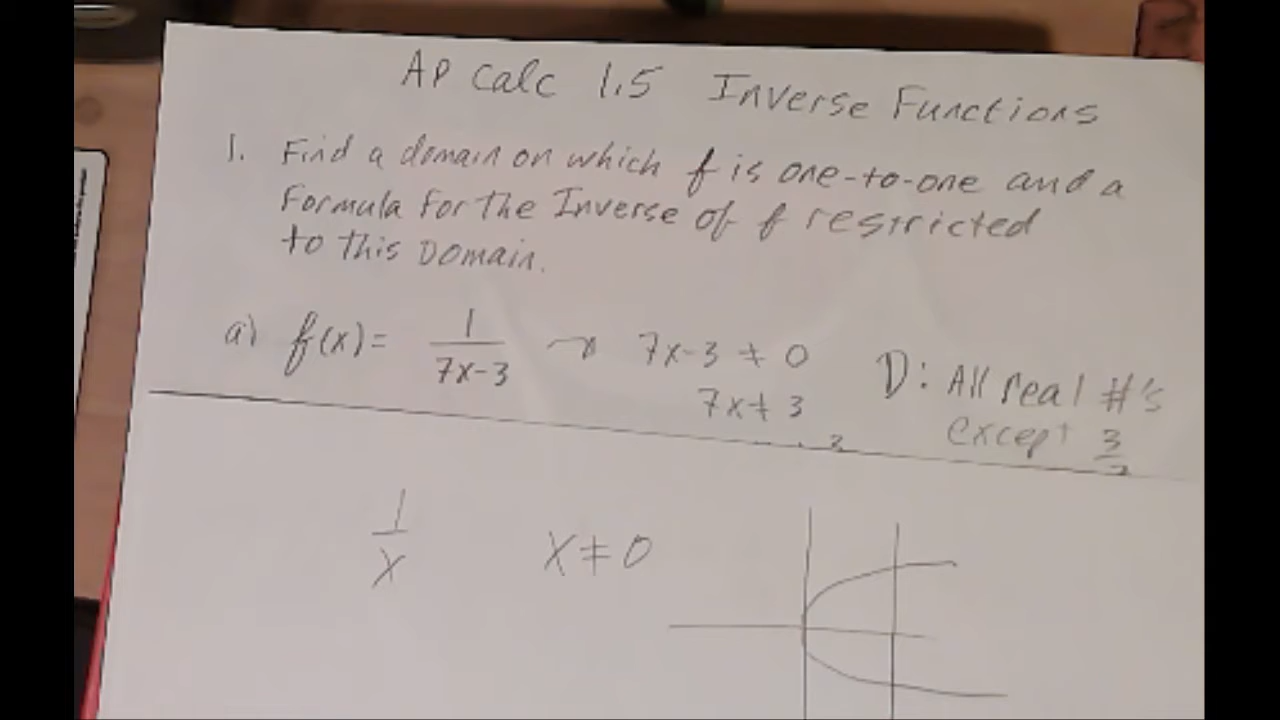 AP Calc 1.5 Inverse Functions
1. Find a domain on which f is one-to-one and a
Formula for the Inverse of f restricted
to this Domain.
a) f(x) = 1/(7x-3) → 7x-3 ≠ 0 D: All real #'s
7x ≠ 3 except 3/7
1/x x ≠ 0